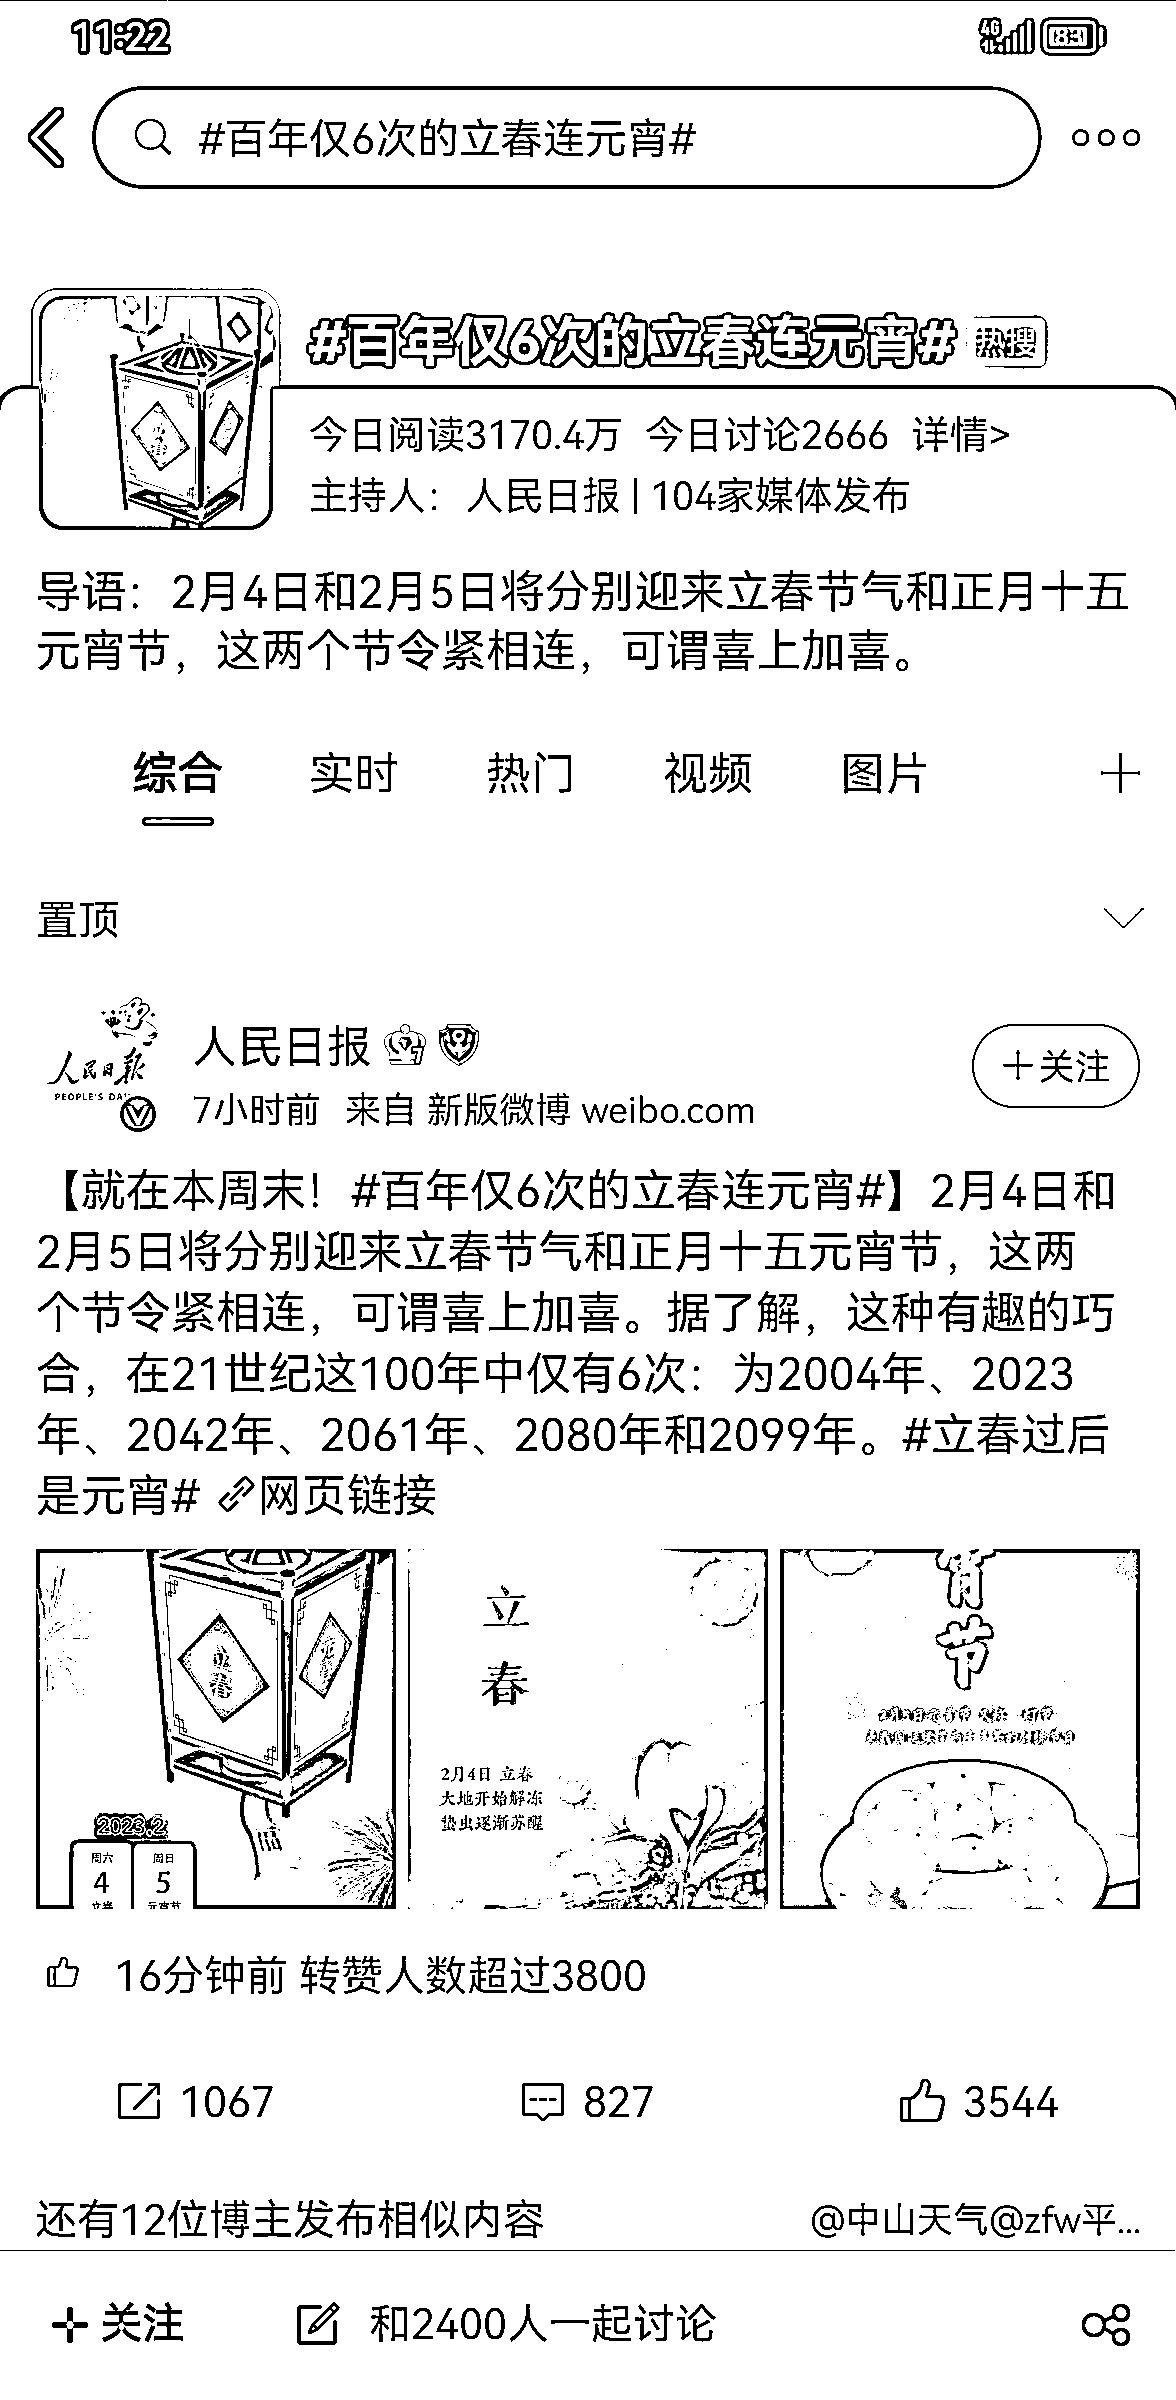 11:22
4G 83
#百年仅6次的立春连元宵#
#百年仅6次的立春连元宵# 热搜
今日阅读3170.4万 今日讨论2666 详情>
主持人：人民日报 | 104家媒体发布
导语：2月4日和2月5日将分别迎来立春节气和正月十五
元宵节，这两个节令紧相连，可谓喜上加喜。
综合 实时 热门 视频 图片
置顶
人民日報
PEOPLE'S DAI
人民日报
7小时前 来自 新版微博 weibo.com
+关注
【就在本周末！#百年仅6次的立春连元宵#】2月4日和
2月5日将分别迎来立春节气和正月十五元宵节，这两
个节令紧相连，可谓喜上加喜。据了解，这种有趣的巧
合，在21世纪这100年中仅有6次：为2004年、2023
年、2042年、2061年、2080年和2099年。#立春过后
是元宵# 网页链接
立春
2023.2
周六 周日
4 5
立春 元宵节
立
春
2月4日 立春
大地开始解冻
蛰虫逐渐苏醒
宵
节
16分钟前 转赞人数超过3800
1067 827 3544
还有12位博主发布相似内容 @中山天气@zfw平...
+关注 和2400人一起讨论